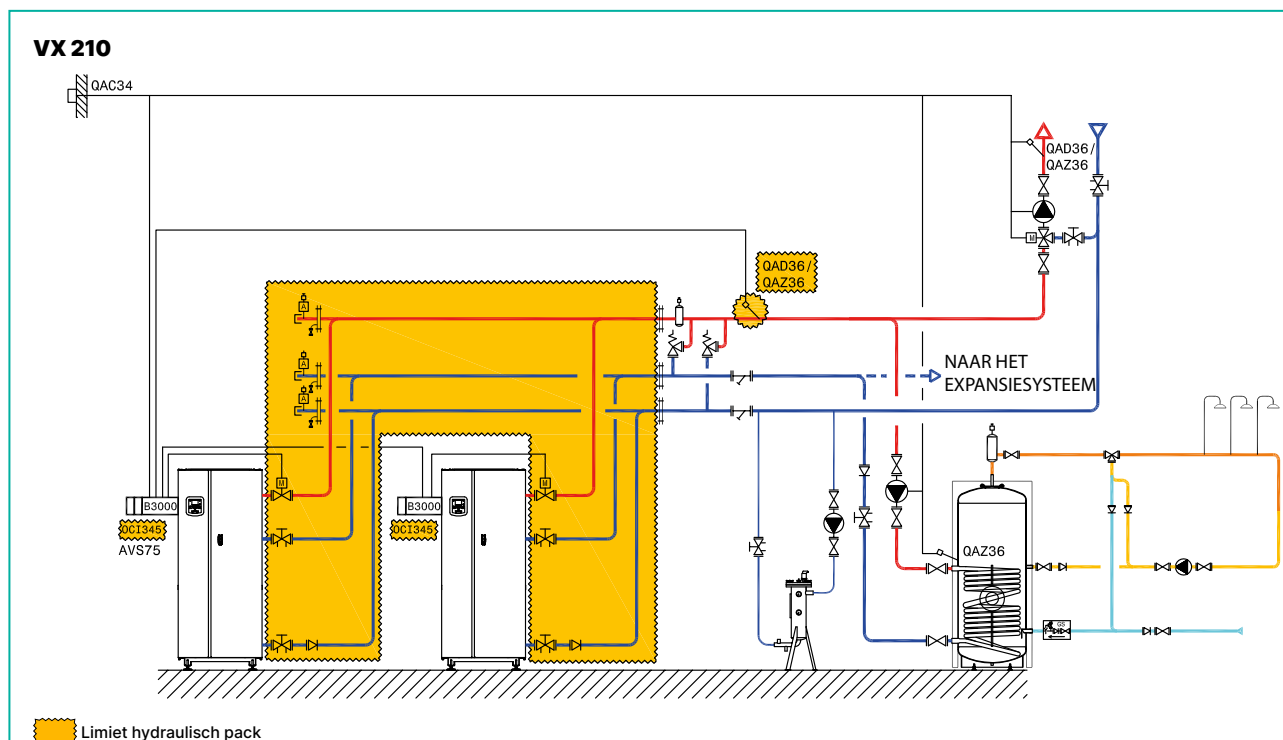 VX 210
QAC34
QAD36/
QAZ36
QAD36/
QAZ36
A
A
A
NAAR HET
EXPANSIESYSTEEM
M
M
M
B3000
B3000
OCI345
OCI345
AVS75
QAZ36
GS
Limiet hydraulisch pack